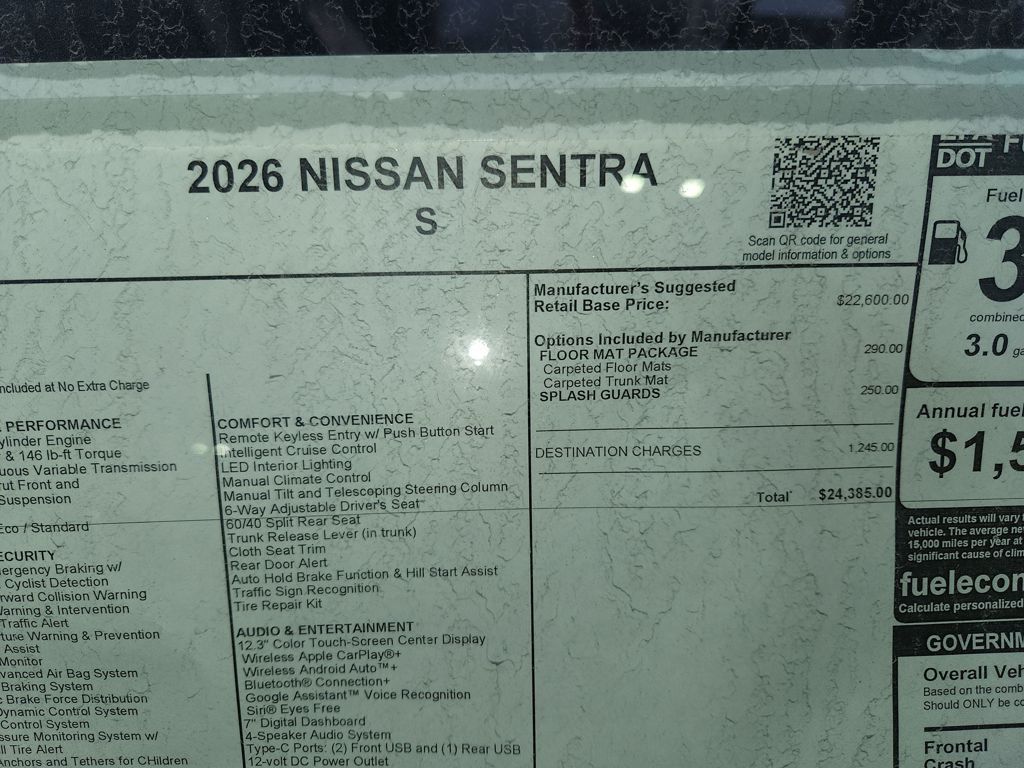 2026 NISSAN SENTRA
S
Scan QR code for general
model information & options
DOT
Fuel
3
combined
3.0
Manufacturer's Suggested
Retail Base Price: $22,600.00
Options Included by Manufacturer
FLOOR MAT PACKAGE 290.00
Carpeted Floor Mats
Carpeted Trunk Mat
SPLASH GUARDS 250.00
DESTINATION CHARGES 1,245.00
Total* $24,385.00
ncluded at No Extra Charge
PERFORMANCE
ylinder Engine
& 146 lb-ft Torque
uous Variable Transmission
rut Front and
Suspension
Eco / Standard
ECURITY
ergency Braking w/
Cyclist Detection
rward Collision Warning
Warning & Intervention
Traffic Alert
ture Warning & Prevention
Assist
Monitor
vanced Air Bag System
Braking System
c Brake Force Distribution
Dynamic Control System
Control System
ssure Monitoring System w/
ll Tire Alert
Anchors and Tethers for CHildren
COMFORT & CONVENIENCE
Remote Keyless Entry w/ Push Button Start
Intelligent Cruise Control
LED Interior Lighting
Manual Climate Control
Manual Tilt and Telescoping Steering Column
6-Way Adjustable Driver's Seat
60/40 Split Rear Seat
Trunk Release Lever (in trunk)
Cloth Seat Trim
Rear Door Alert
Auto Hold Brake Function & Hill Start Assist
Traffic Sign Recognition
Tire Repair Kit
AUDIO & ENTERTAINMENT
12.3" Color Touch-Screen Center Display
Wireless Apple CarPlay®+
Wireless Android Auto™+
Bluetooth® Connection+
Google Assistant™ Voice Recognition
Siri® Eyes Free
7" Digital Dashboard
4-Speaker Audio System
Type-C Ports: (2) Front USB and (1) Rear USB
12-volt DC Power Outlet
Annual fuel
$1,5
Actual results will vary
vehicle. The average ne
15,000 miles per year at
significant cause of clim
fuelecon
Calculate personalized
GOVERNM
Overall Veh
Based on the comb
Should ONLY be co
Frontal
Crash